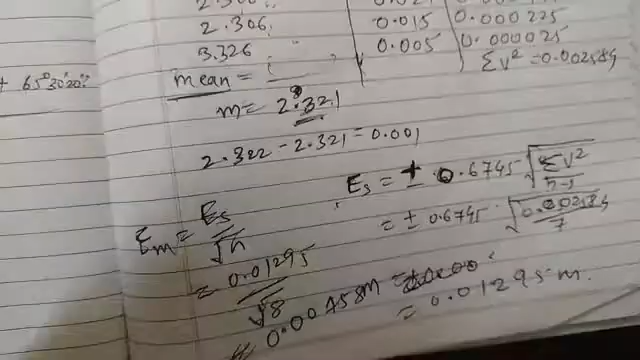 2.306 0.015 0.000225
3.326 0.005 0.000025
mean = Σv² = 0.002584
+ 65°30'20"
m = 2.321
2.322 - 2.321 = 0.001
Es = ± 0.6745 √Σv²/n-1
= ± 0.6745 √0.002584/7
= 0.01295 m.
Em = Es/√n
= 0.01295/√8
= 0.00458m